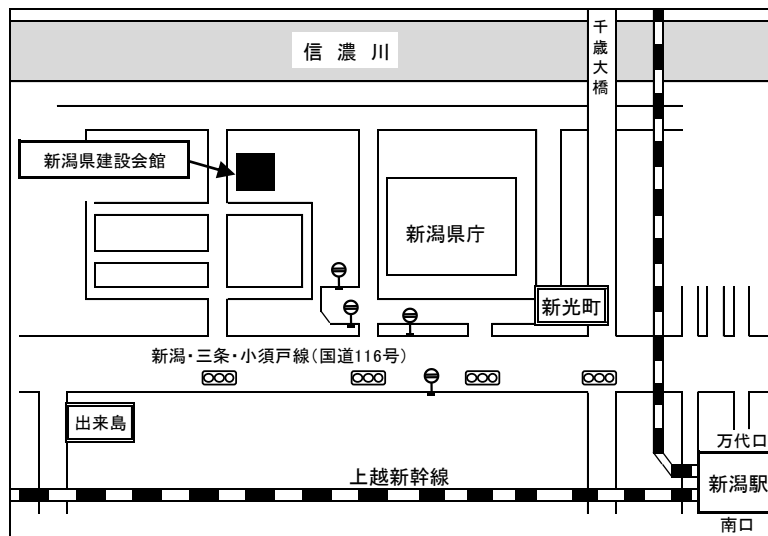 信濃川
千歳大橋
新潟県建設会館
新潟県庁
新光町
新潟・三条・小須戸線(国道116号)
出来島
万代口
上越新幹線
新潟駅
南口